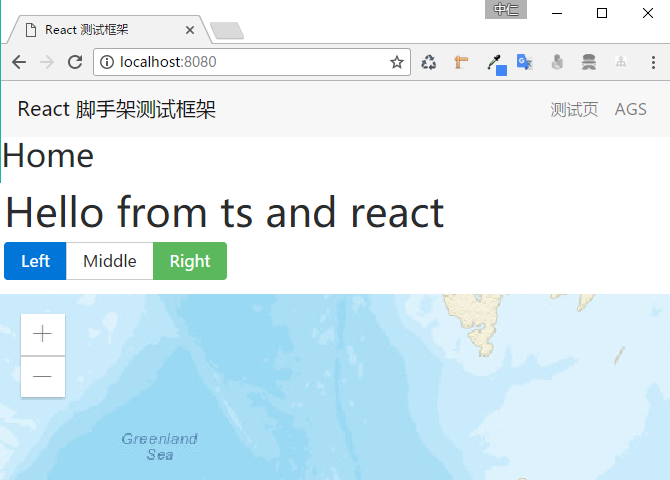 中仁
React 测试框架
localhost:8080
React 脚手架测试框架 测试页 AGS
Home
Hello from ts and react
Left Middle Right
Greenland
Sea